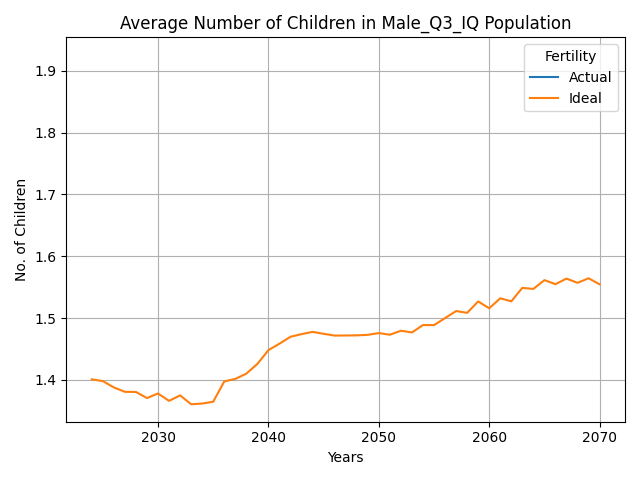 Average Number of Children in Male_Q3_IQ Population
Fertility
Actual
Ideal
No. of Children
1.9
1.8
1.7
1.6
1.5
1.4
2030
2040
2050
2060
2070
Years